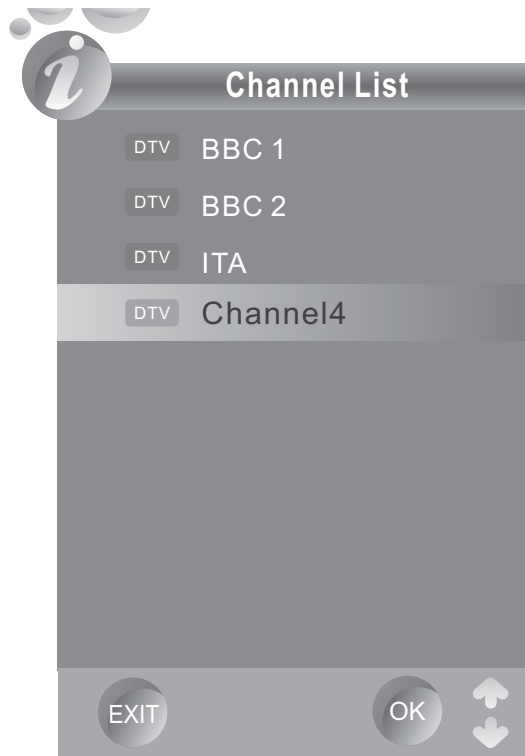 i
Channel List
DTV BBC 1
DTV BBC 2
DTV ITA
DTV Channel4
EXIT OK